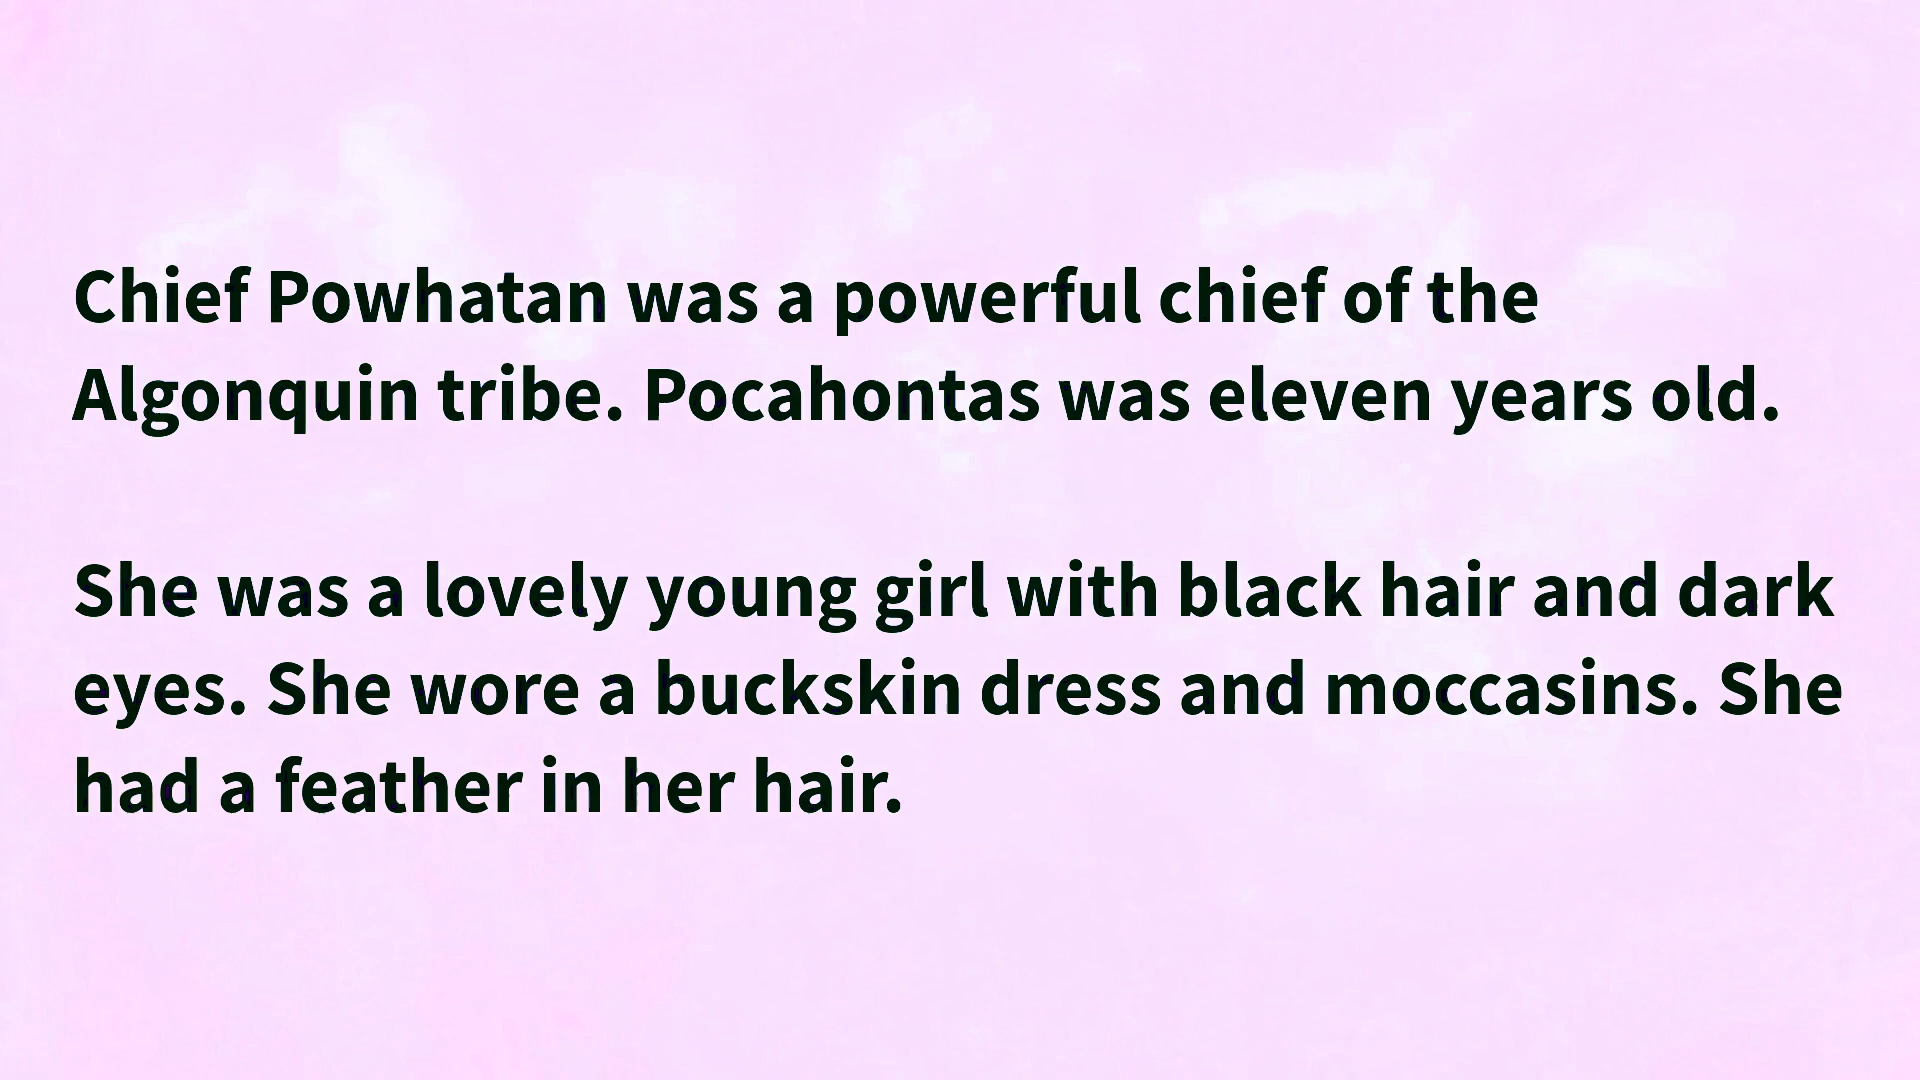 Chief Powhatan was a powerful chief of the
Algonquin tribe. Pocahontas was eleven years old.
She was a lovely young girl with black hair and dark
eyes. She wore a buckskin dress and moccasins. She
had a feather in her hair.